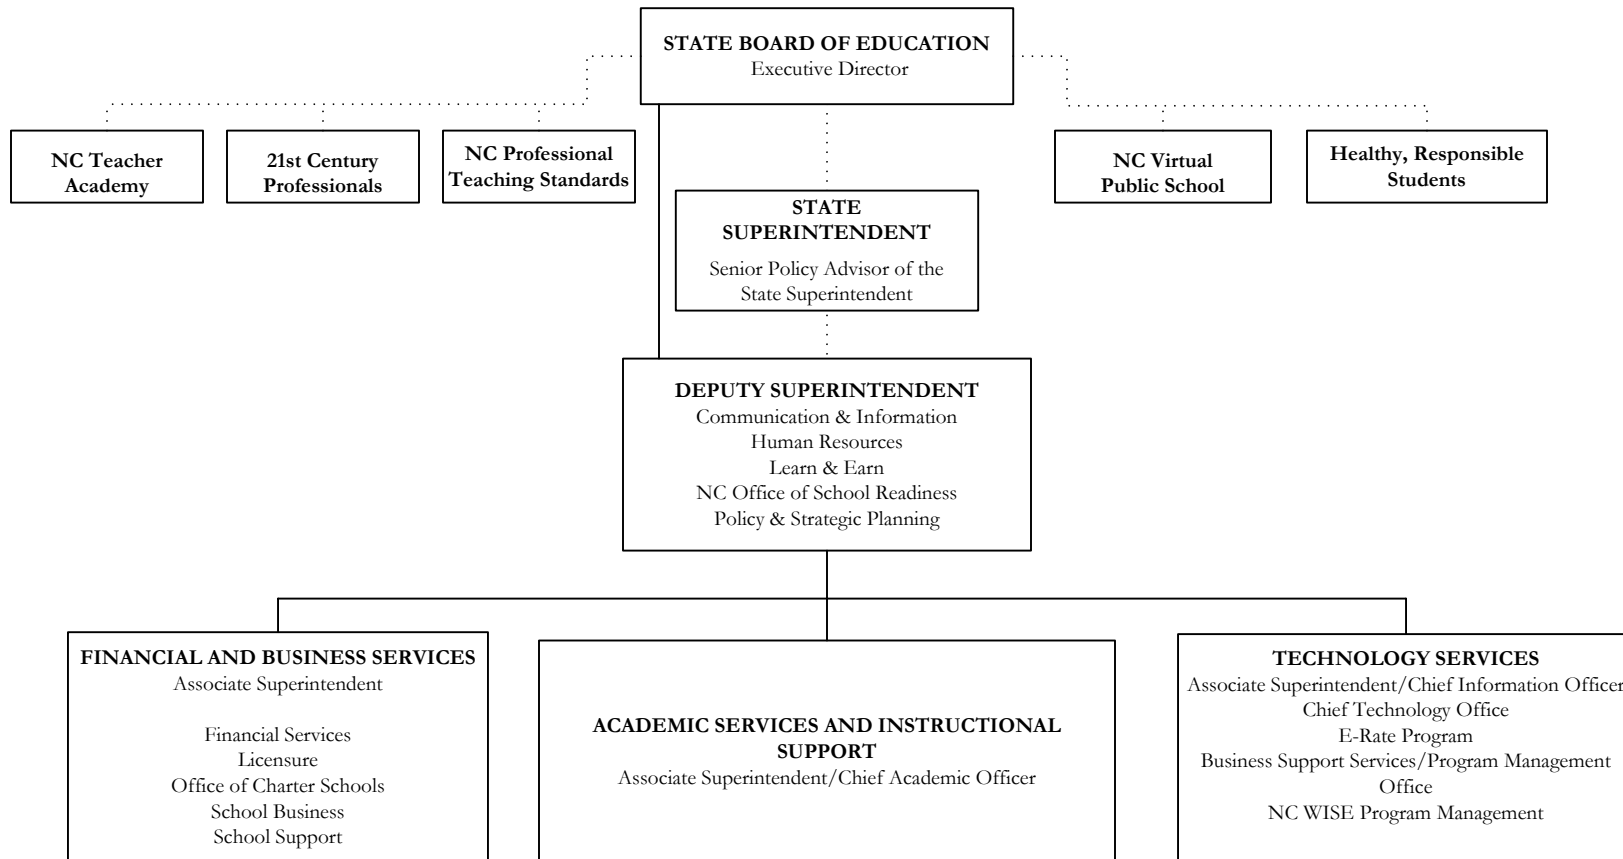 STATE BOARD OF EDUCATION
Executive Director
NC Teacher
Academy
21st Century
Professionals
NC Professional
Teaching Standards
NC Virtual
Public School
Healthy, Responsible
Students
STATE
SUPERINTENDENT
Senior Policy Advisor of the
State Superintendent
DEPUTY SUPERINTENDENT
Communication & Information
Human Resources
Learn & Earn
NC Office of School Readiness
Policy & Strategic Planning
FINANCIAL AND BUSINESS SERVICES
Associate Superintendent
Financial Services
Licensure
Office of Charter Schools
School Business
School Support
ACADEMIC SERVICES AND INSTRUCTIONAL
SUPPORT
Associate Superintendent/Chief Academic Officer
TECHNOLOGY SERVICES
Associate Superintendent/Chief Information Officer
Chief Technology Office
E-Rate Program
Business Support Services/Program Management
Office
NC WISE Program Management